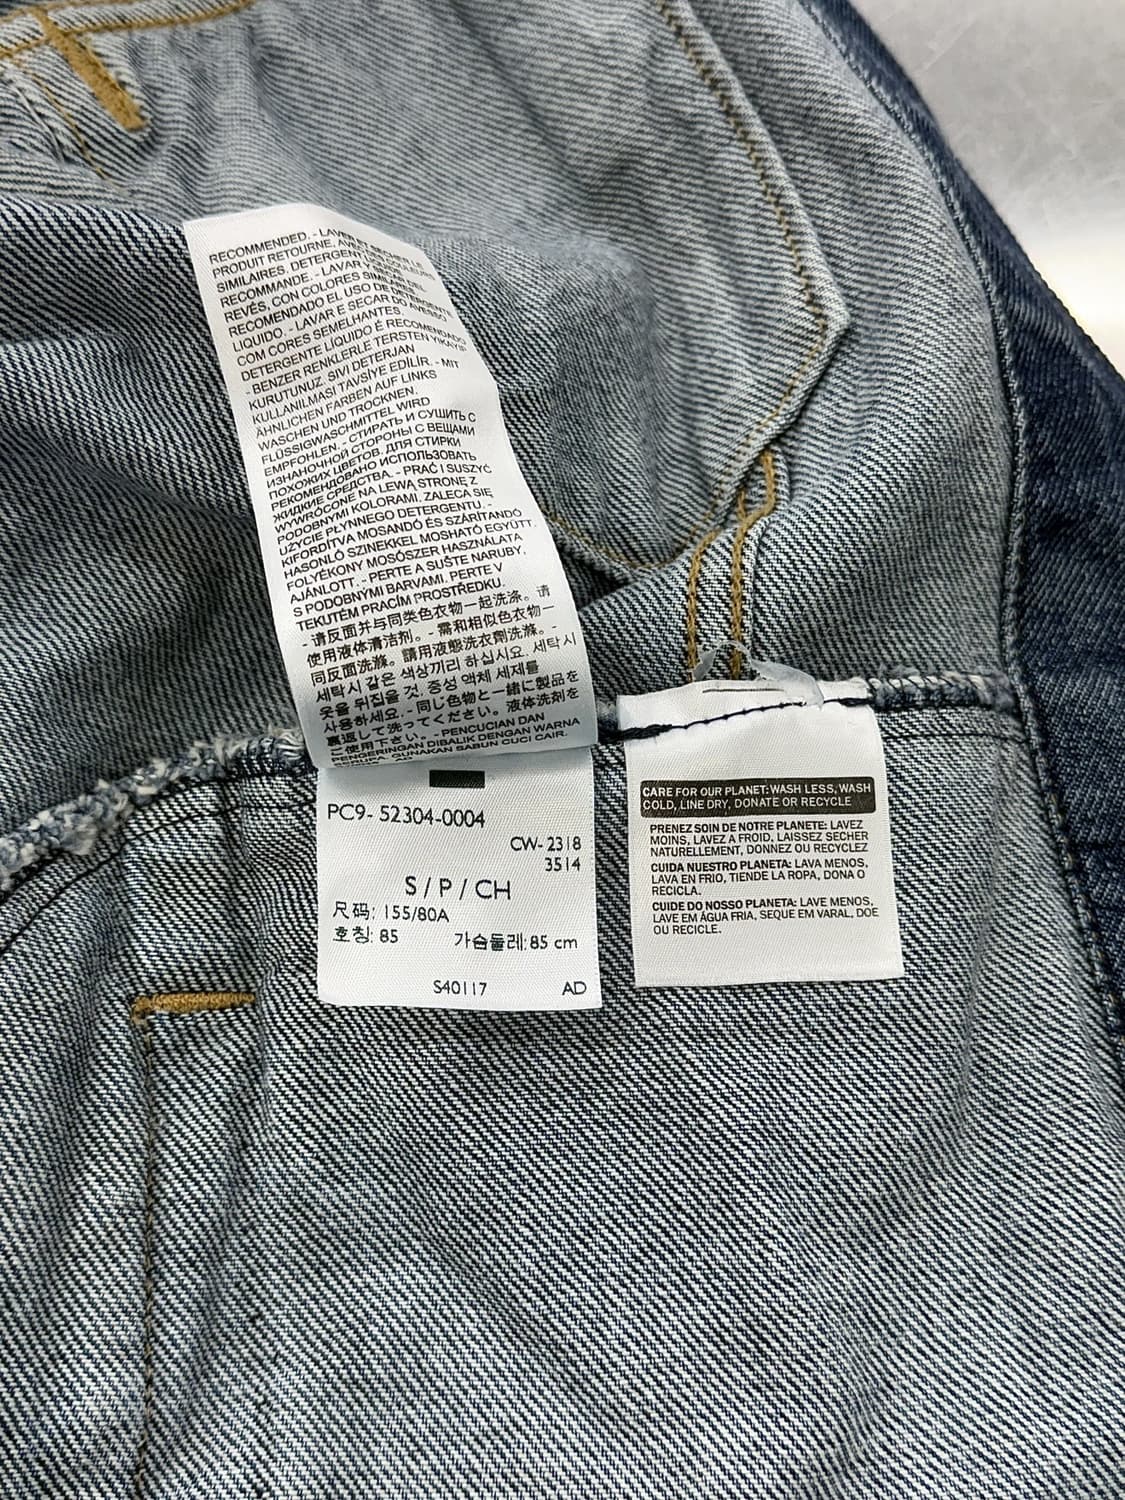 RECOMMENDED. - LAVER ET SECHER LE
PRODUIT RETOURNE, AVEC
SIMILAIRES. DETERGENT
RECOMMANDE. - LAVAR
REVÉS, CON COLORES SIMILARES
RECOMENDADO EL USO DE DETERGENTE
LIQUIDO. - LAVAR E SECAR DO AVESSO
COM CORES SEMELHANTES.
DETERGENTE LÍQUIDO É RECOMENDADO
- BENZER RENKLERLE TERSTEN YIKAYIP
KURUTUNUZ. SIVI DETERJAN
KULLANILMASI TAVSİYE EDİLİR. - MIT
ÄHNLICHEN FARBEN AUF LINKS
WASCHEN UND TROCKNEN.
FLÜSSIGWASCHMITTEL WIRD
EMPFOHLEN. - СТИРАТЬ И СУШИТЬ С
ИЗНАНОЧНОЙ СТОРОНЫ С ВЕЩАМИ
ПОХОЖИХ ЦВЕТОВ. ДЛЯ СТИРКИ
РЕКОМЕНДОВАНО ИСПОЛЬЗОВАТЬ
ЖИДКИЕ СРЕДСТВА. - PRAĆ I SUSZYĆ
WYWRÓCONE NA LEWĄ STRONĘ Z
PODOBNYMI KOLORAMI. ZALECA SIĘ
UŻYCIE PŁYNNEGO DETERGENTU. -
KIFORDÍTVA MOSANDÓ ÉS SZÁRÍTANDÓ
HASONLÓ SZINEKKEL MOSHATÓ EGYÜTT.
FOLYÉKONY MOSÓSZER HASZNÁLATA
AJÁNLOTT. - PERTE A SUŠTE NARUBY,
S PODOBNÝMI BARVAMI. PERTE V
TEKUTÉM PRACÍM PROSTŘEDKU.
- 请反面并与同类色衣物一起洗涤。请
使用液体清洁剂。- 需和相似色衣物一
同反面洗滌。請用液態洗衣劑洗滌。-
세탁시 같은 색상끼리 하십시요. 세탁시
옷을 뒤집을 것. 중성 액체 세제를
사용하세요. - 同じ色物と一緒に製品を
裏返して洗ってください。液体洗剤を
ご使用下さい。- PENCUCIAN DAN
PENGERINGAN DIBALIK DENGAN WARNA
SERUPA. GUNAKAN SABUN CUCI CAIR.
PC9- 52304-0004
CW-2318
3514
S / P / CH
尺码: 155/80A
호칭: 85 가슴둘레: 85 cm
S40117 AD
CARE FOR OUR PLANET: WASH LESS, WASH
COLD, LINE DRY, DONATE OR RECYCLE
PRENEZ SOIN DE NOTRE PLANETE: LAVEZ
MOINS, LAVEZ A FROID, LAISSEZ SECHER
NATURELLEMENT, DONNEZ OU RECYCLEZ
CUIDA NUESTRO PLANETA: LAVA MENOS,
LAVA EN FRIO, TIENDE LA ROPA, DONA O
RECICLA.
CUIDE DO NOSSO PLANETA: LAVE MENOS,
LAVE EM ÁGUA FRIA, SEQUE EM VARAL, DOE
OU RECICLE.